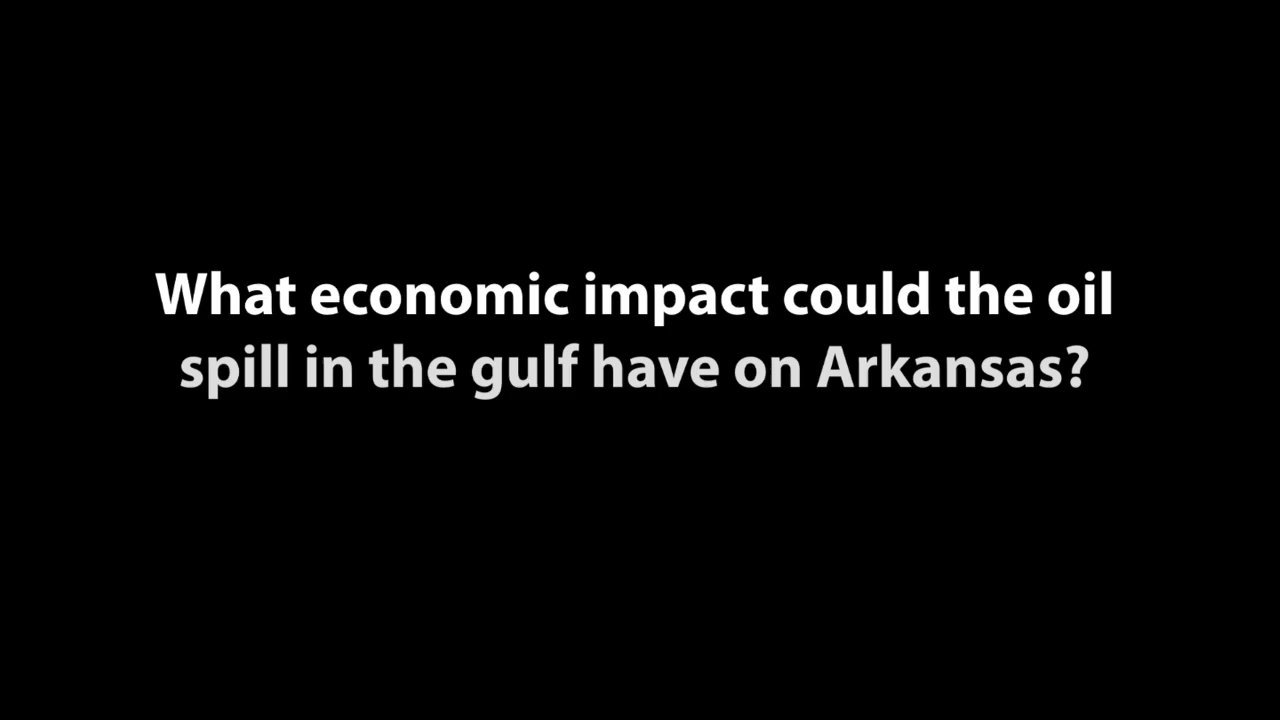 What economic impact could the oil
spill in the gulf have on Arkansas?